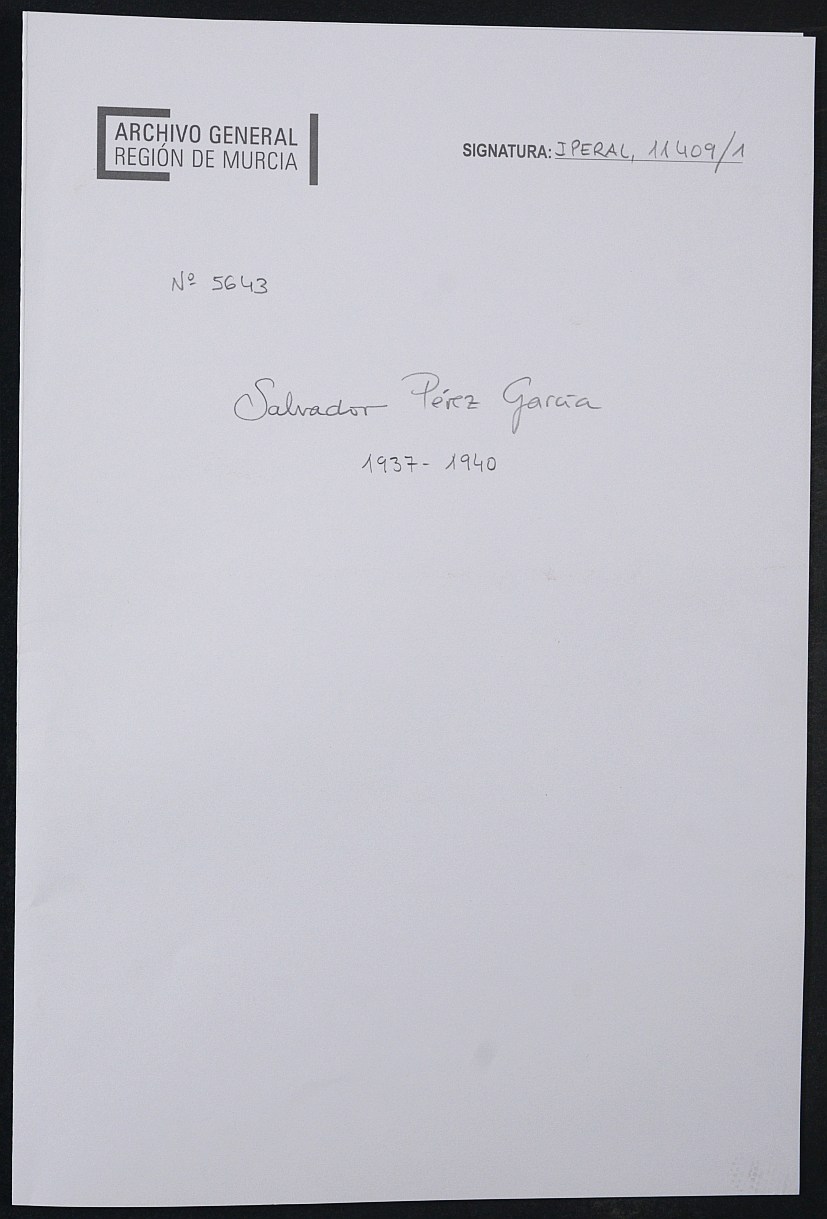 ARCHIVO GENERAL
REGIÓN DE MURCIA
SIGNATURA: JPERAL, 11409/1
Nº 5643
Salvador Pérez García
1937- 1940